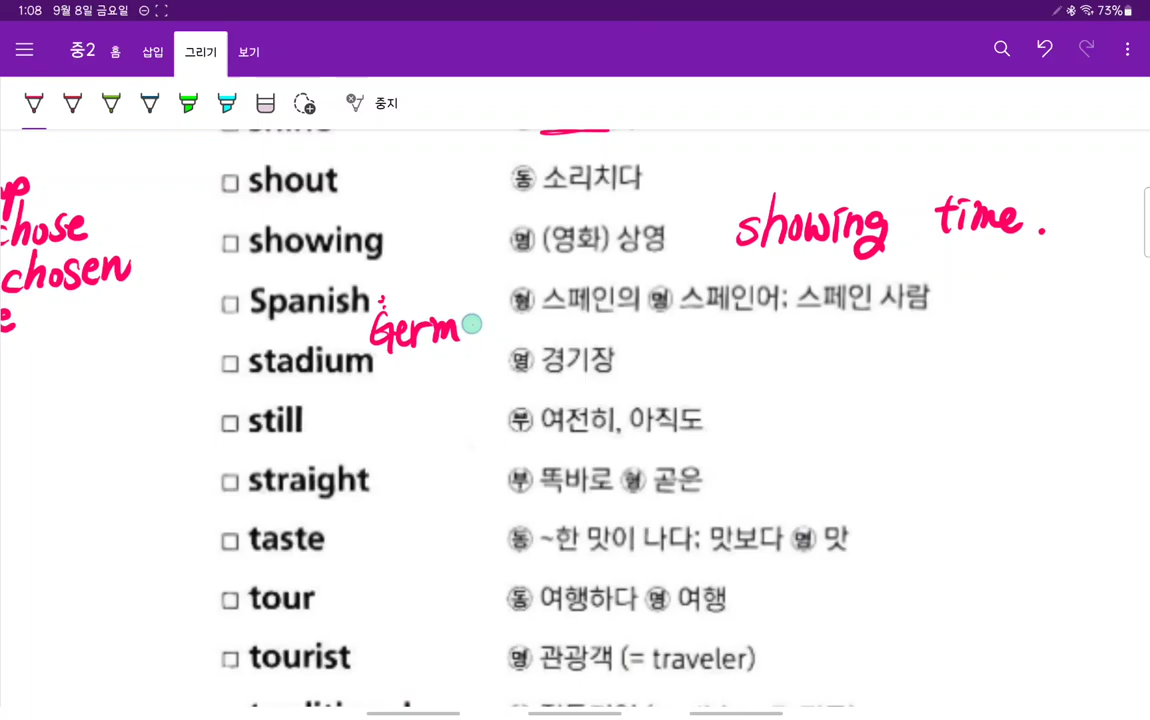 1:08 9월 8일 금요일 73%
중2 홈 삽입 그리기 보기
중지
shout 동 소리치다
chose
showing 명 (영화) 상영 showing time.
chosen
Spanish 형 스페인의 명 스페인어; 스페인 사람
Germ
stadium 명 경기장
still 부 여전히, 아직도
straight 부 똑바로 형 곧은
taste 동 ~한 맛이 나다; 맛보다 명 맛
tour 동 여행하다 명 여행
tourist 명 관광객 (= traveler)